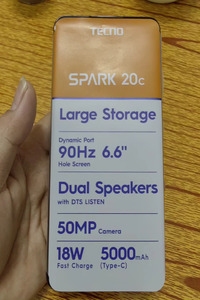 TECNO
SPARK 20c
Large Storage
Dynamic Port
90Hz 6.6"
Hole Screen
Dual Speakers
with DTS LISTEN
50MP Camera
18W 5000mAh
Fast Charge (Type-C)